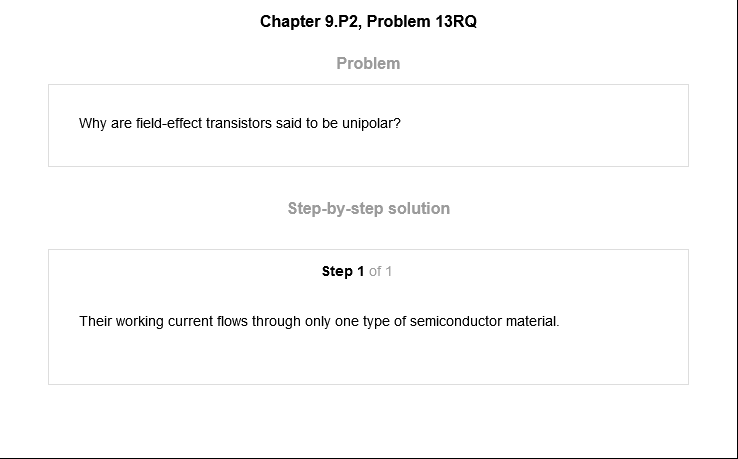 Chapter 9.P2, Problem 13RQ
Problem
Why are field-effect transistors said to be unipolar?
Step-by-step solution
Step 1 of 1
Their working current flows through only one type of semiconductor material.